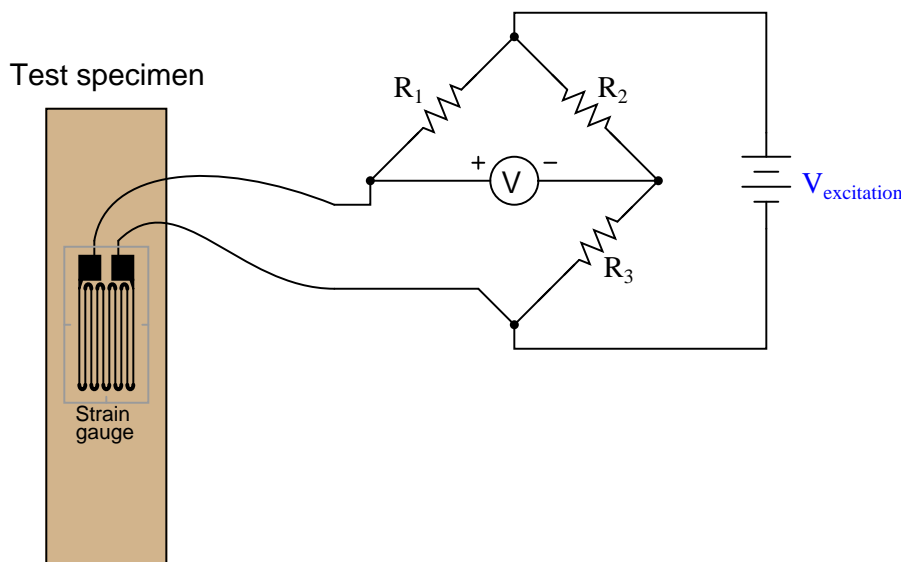 Test specimen
R1
R2
+
−
V
Vexcitation
R3
Strain
gauge